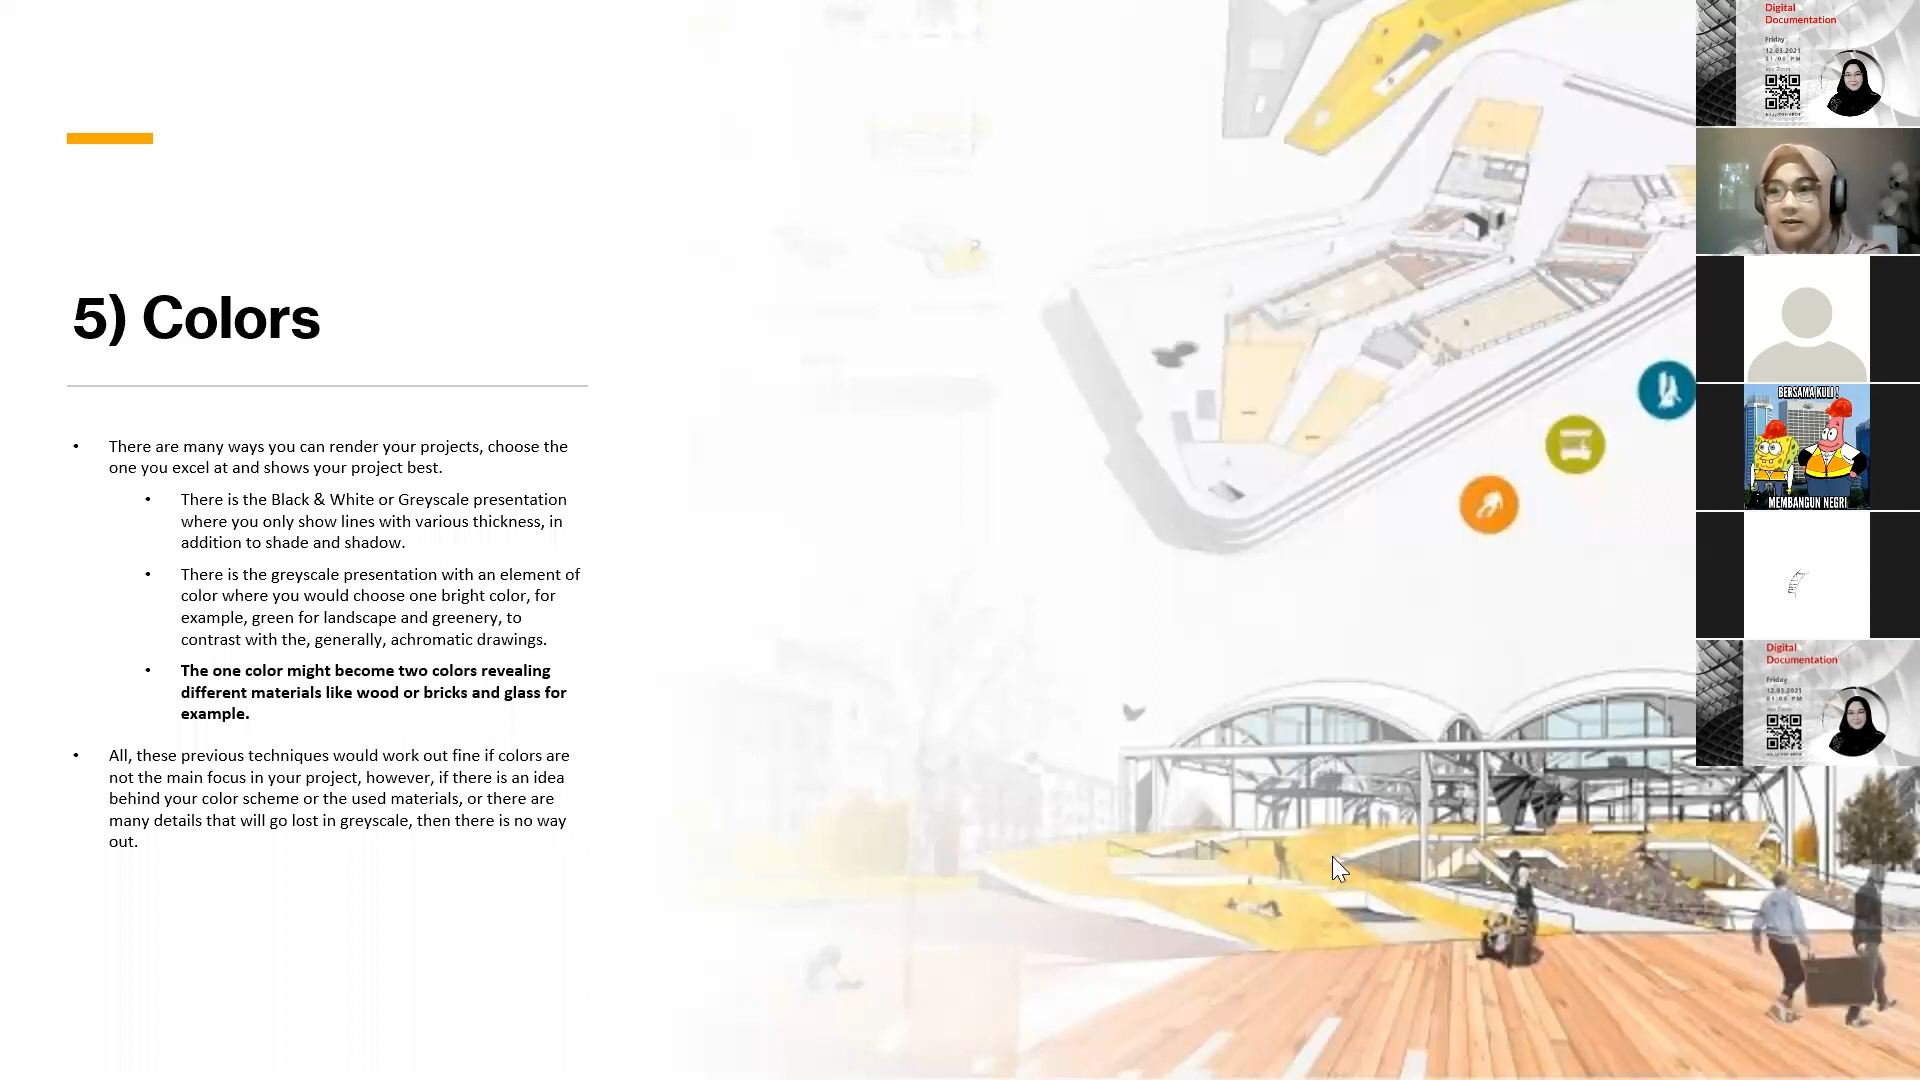 5) Colors
• There are many ways you can render your projects, choose the
one you excel at and shows your project best.
• There is the Black & White or Greyscale presentation
where you only show lines with various thickness, in
addition to shade and shadow.
• There is the greyscale presentation with an element of
color where you would choose one bright color, for
example, green for landscape and greenery, to
contrast with the, generally, achromatic drawings.
• The one color might become two colors revealing
different materials like wood or bricks and glass for
example.
• All, these previous techniques would work out fine if colors are
not the main focus in your project, however, if there is an idea
behind your color scheme or the used materials, or there are
many details that will go lost in greyscale, then there is no way
out.
Digital
Documentation
Friday
12.03.2021
01:00 PM
BERSAMA KULI !
MEMBANGUN NEGRI
Digital
Documentation
Friday
12.03.2021
01:00 PM